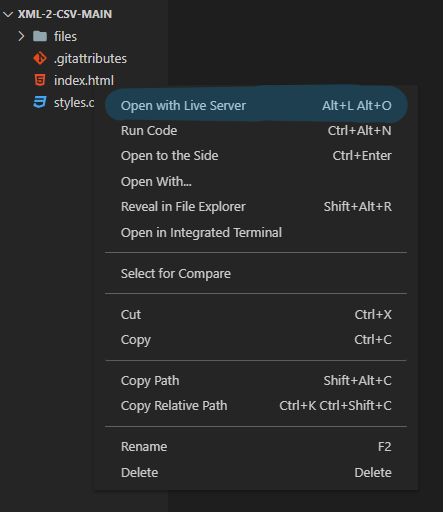 XML-2-CSV-MAIN
files
.gitattributes
index.html
styles.c
Open with Live Server Alt+L Alt+O
Run Code Ctrl+Alt+N
Open to the Side Ctrl+Enter
Open With...
Reveal in File Explorer Shift+Alt+R
Open in Integrated Terminal
Select for Compare
Cut Ctrl+X
Copy Ctrl+C
Copy Path Shift+Alt+C
Copy Relative Path Ctrl+K Ctrl+Shift+C
Rename F2
Delete Delete